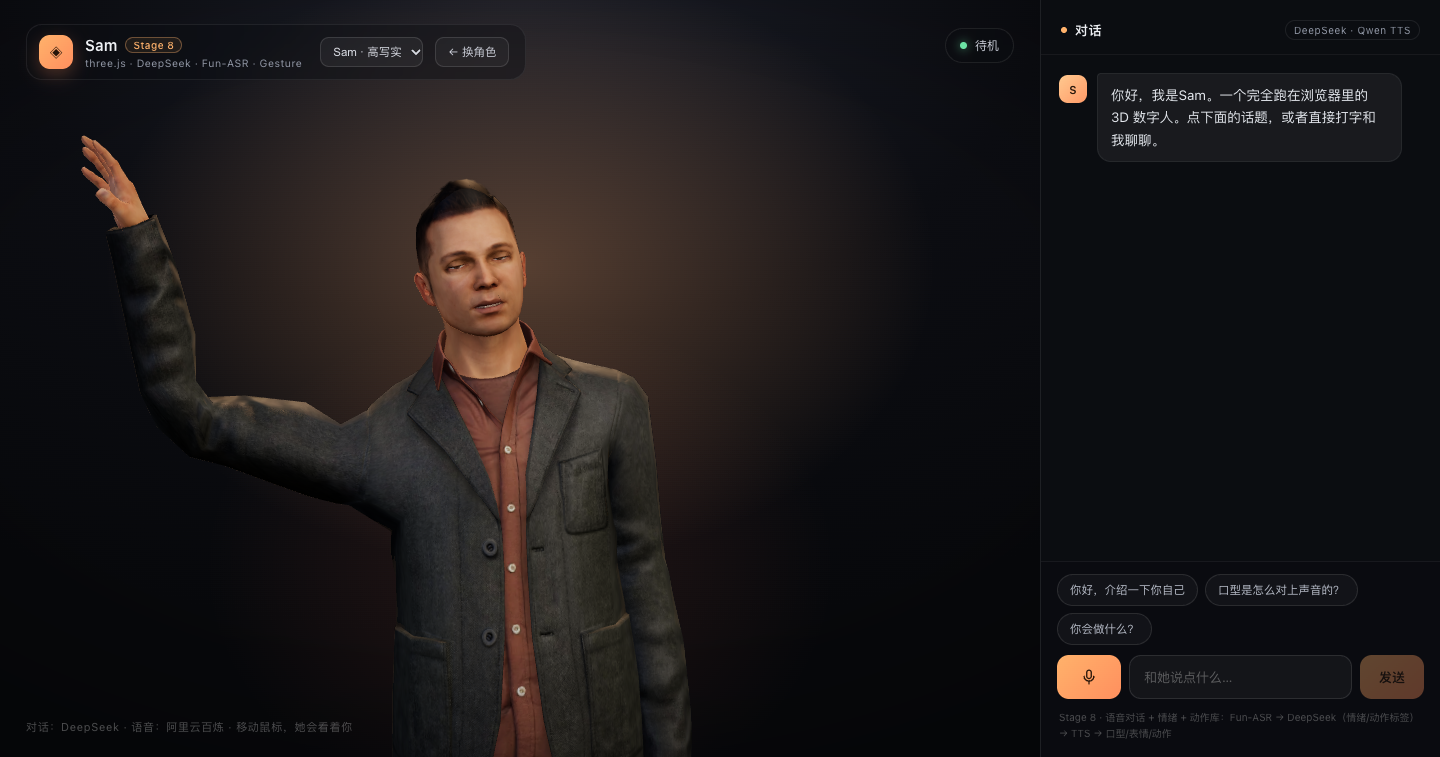 Sam Stage 8
three.js · DeepSeek · Fun-ASR · Gesture
Sam · 高写实
← 换角色
待机
对话
DeepSeek · Qwen TTS
S
你好，我是Sam。一个完全跑在浏览器里的
3D 数字人。点下面的话题，或者直接打字和
我聊聊。
你好，介绍一下你自己
口型是怎么对上声音的？
你会做什么？
和她说点什么…
发送
Stage 8 · 语音对话 + 情绪 + 动作库：Fun-ASR → DeepSeek（情绪/动作标签）
→ TTS → 口型/表情/动作
对话：DeepSeek · 语音：阿里云百炼 · 移动鼠标，她会看着你